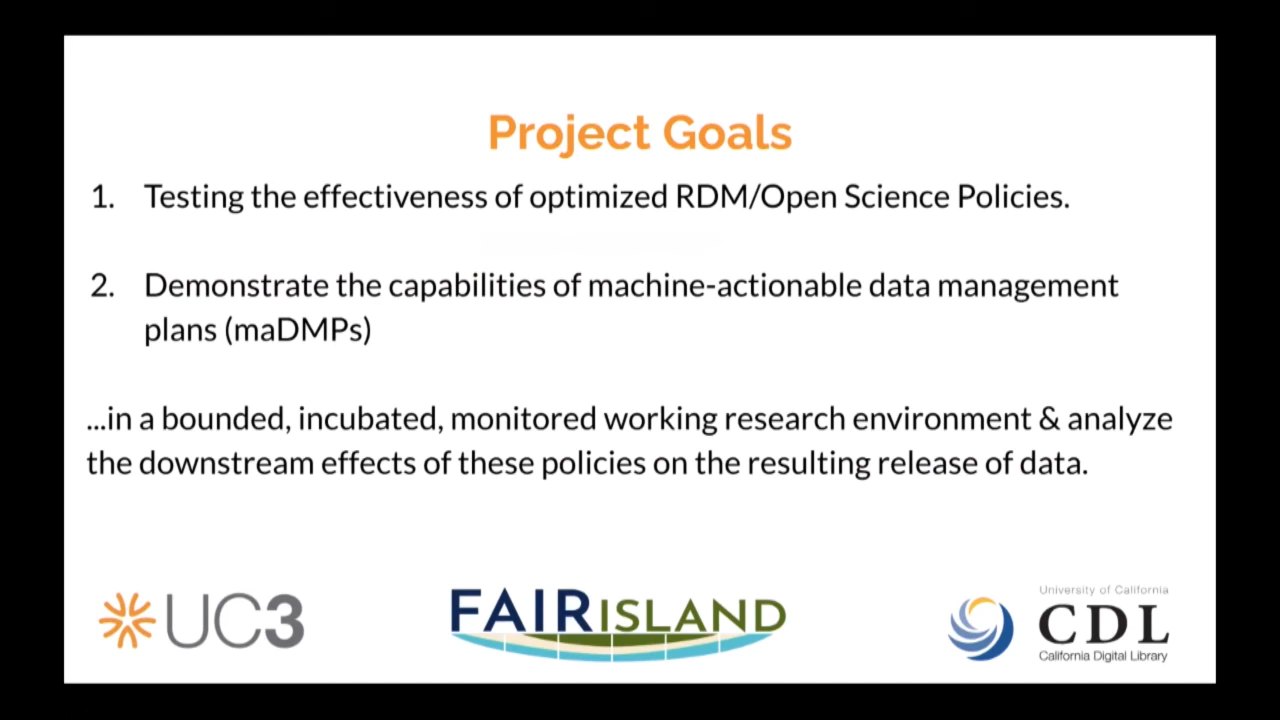 Project Goals
1. Testing the effectiveness of optimized RDM/Open Science Policies.
2. Demonstrate the capabilities of machine-actionable data management
plans (maDMPs)
...in a bounded, incubated, monitored working research environment & analyze
the downstream effects of these policies on the resulting release of data.
UC3
FAIR ISLAND
University of California
CDL
California Digital Library